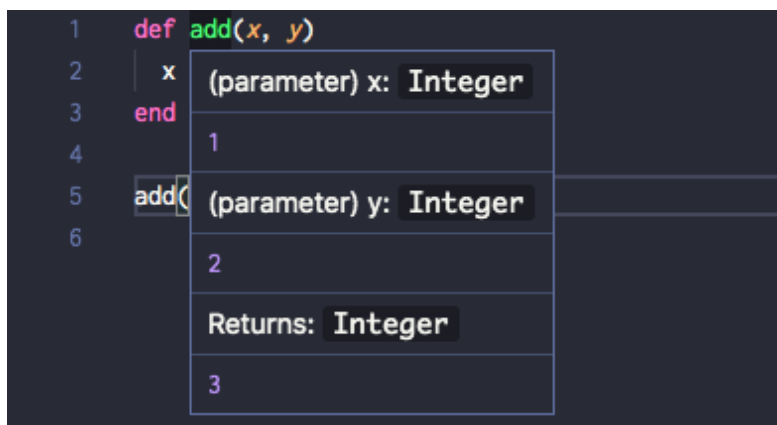 1 def add(x, y)
2 x
3 end
4
5 add(
6
(parameter) x: Integer
1
(parameter) y: Integer
2
Returns: Integer
3